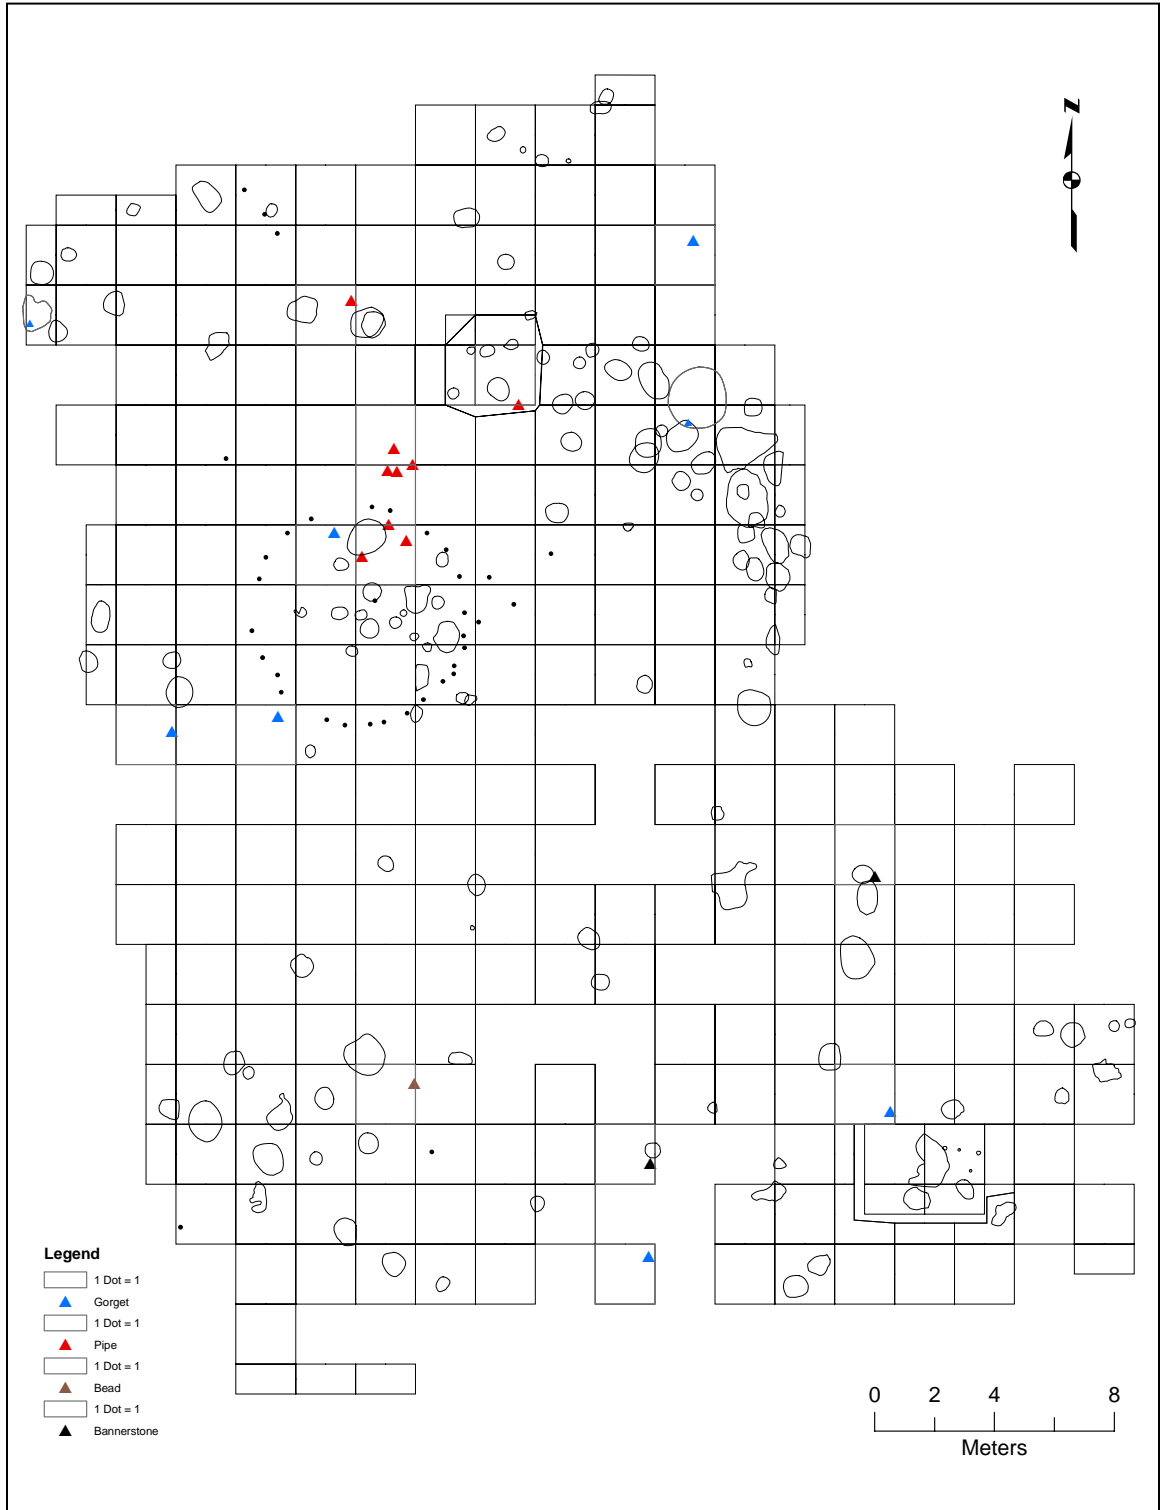 N
Legend
1 Dot = 1
Gorget
1 Dot = 1
Pipe
1 Dot = 1
Bead
1 Dot = 1
Bannerstone
0 2 4 8
Meters